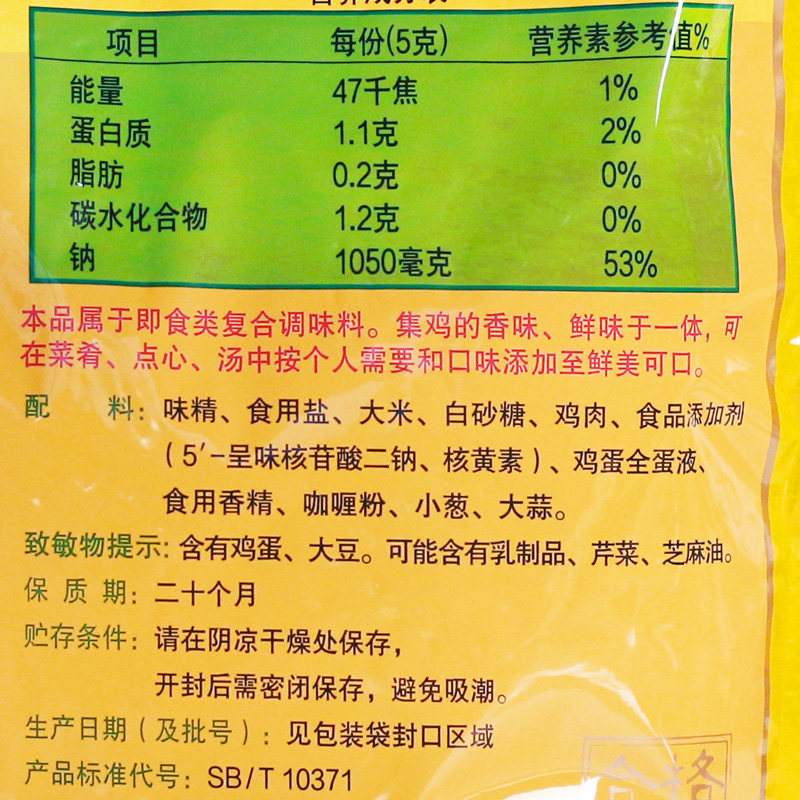 项目 每份(5克) 营养素参考值%
能量 47千焦 1%
蛋白质 1.1克 2%
脂肪 0.2克 0%
碳水化合物 1.2克 0%
钠 1050毫克 53%
本品属于即食类复合调味料。集鸡的香味、鲜味于一体,可
在菜肴、点心、汤中按个人需要和口味添加至鲜美可口。
配 料：味精、食用盐、大米、白砂糖、鸡肉、食品添加剂
(5′-呈味核苷酸二钠、核黄素)、鸡蛋全蛋液、
食用香精、咖喱粉、小葱、大蒜。
致敏物提示：含有鸡蛋、大豆。可能含有乳制品、芹菜、芝麻油。
保 质 期：二十个月
贮存条件：请在阴凉干燥处保存，
开封后需密闭保存，避免吸潮。
生产日期(及批号)：见包装袋封口区域
产品标准代号：SB/T 10371
合格